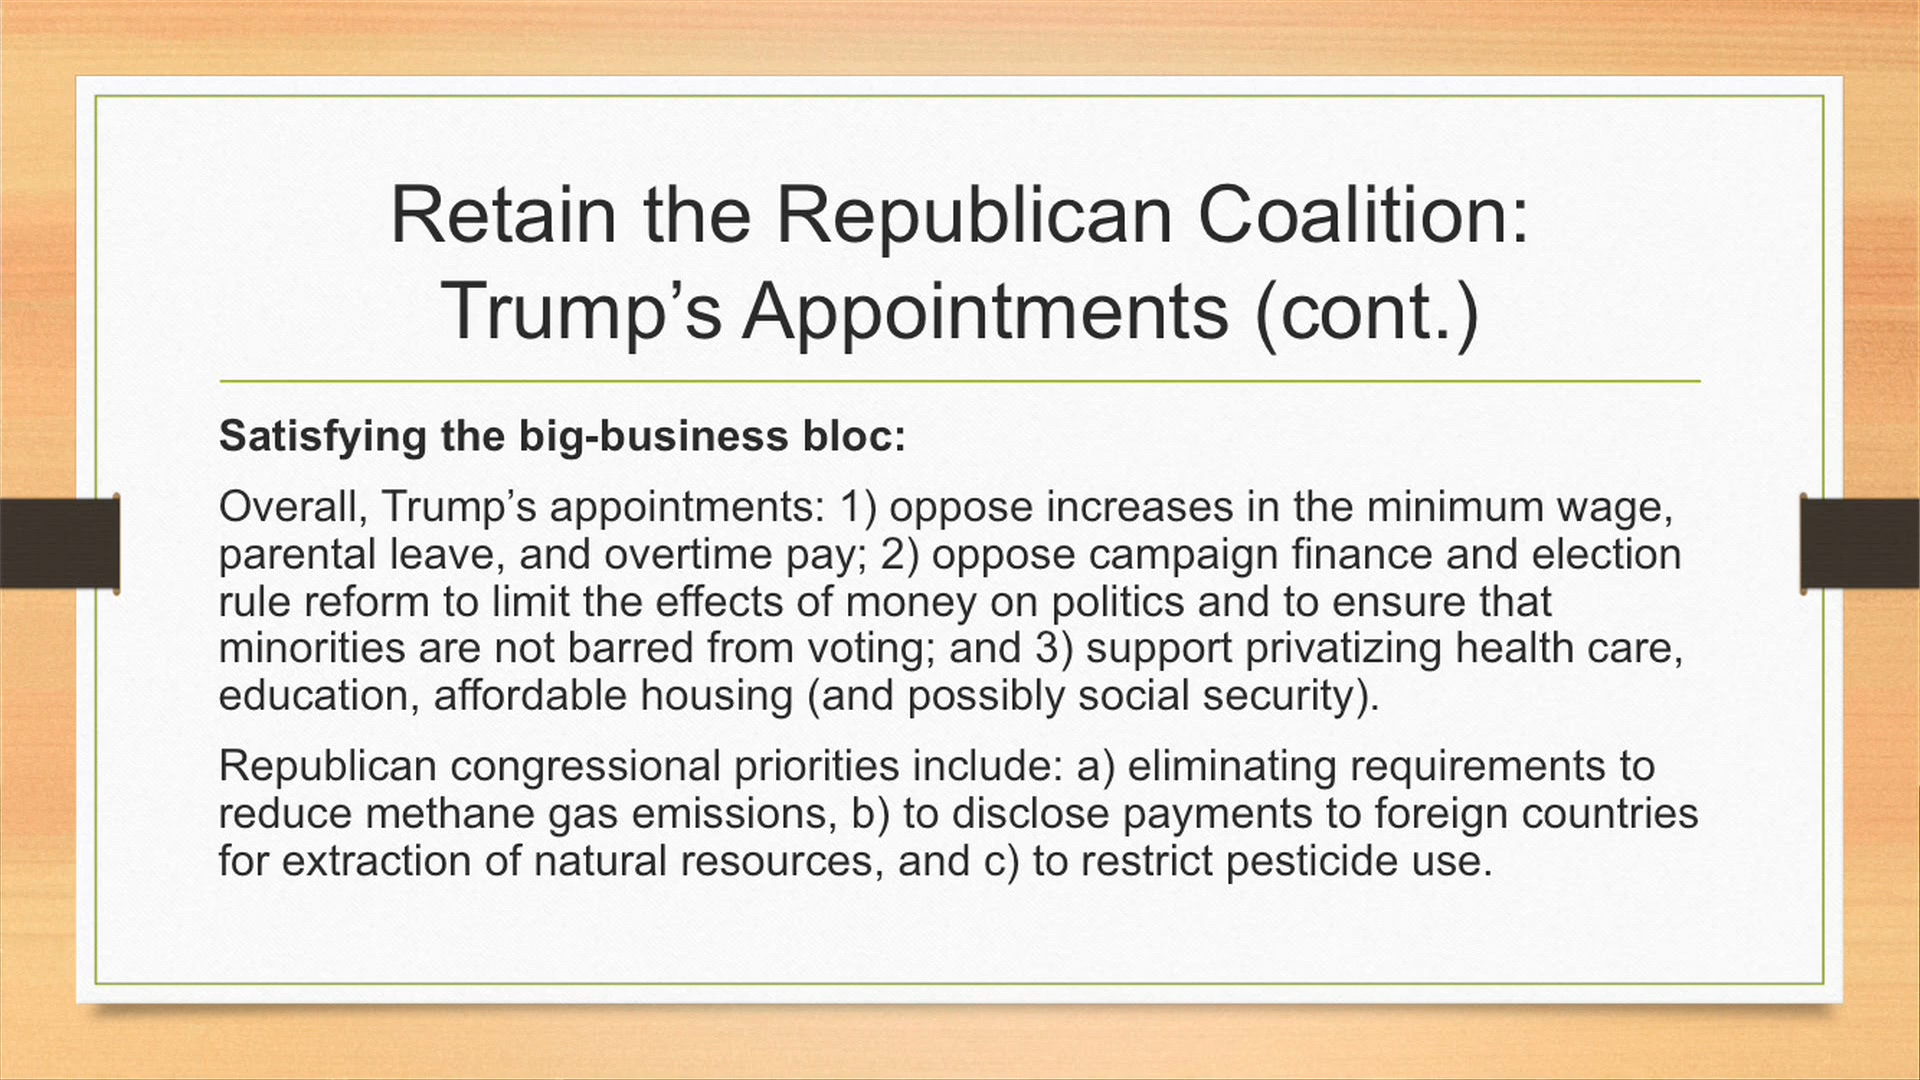 Retain the Republican Coalition:
Trump’s Appointments (cont.)
Satisfying the big-business bloc:
Overall, Trump’s appointments: 1) oppose increases in the minimum wage,
parental leave, and overtime pay; 2) oppose campaign finance and election
rule reform to limit the effects of money on politics and to ensure that
minorities are not barred from voting; and 3) support privatizing health care,
education, affordable housing (and possibly social security).
Republican congressional priorities include: a) eliminating requirements to
reduce methane gas emissions, b) to disclose payments to foreign countries
for extraction of natural resources, and c) to restrict pesticide use.